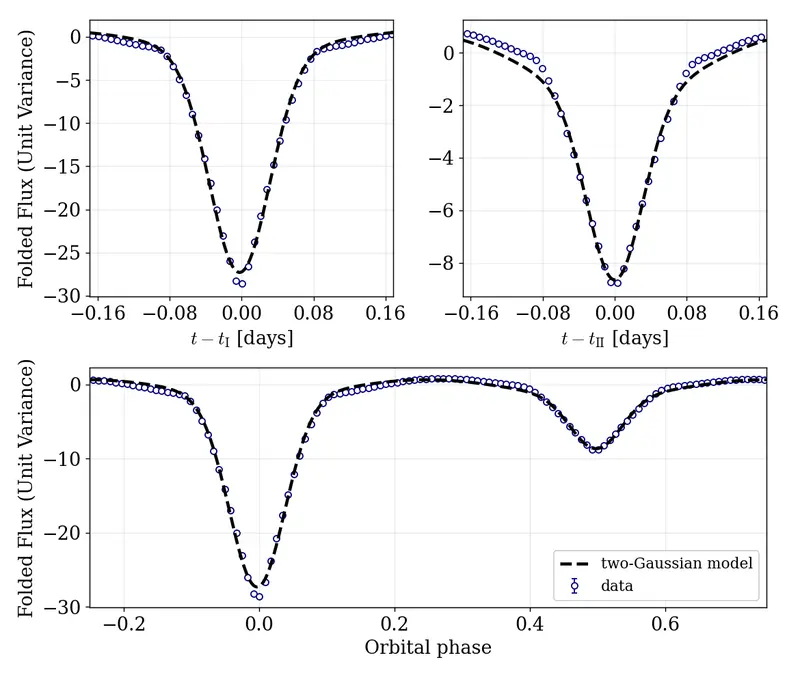 Folded Flux (Unit Variance)
0
−5
−10
−15
−20
−25
−30
−0.16 −0.08 0.00 0.08 0.16
t − tI [days]
0
−2
−4
−6
−8
−0.16 −0.08 0.00 0.08 0.16
t − tII [days]
Folded Flux (Unit Variance)
0
−10
−20
−30
two-Gaussian model
data
−0.2 0.0 0.2 0.4 0.6
Orbital phase